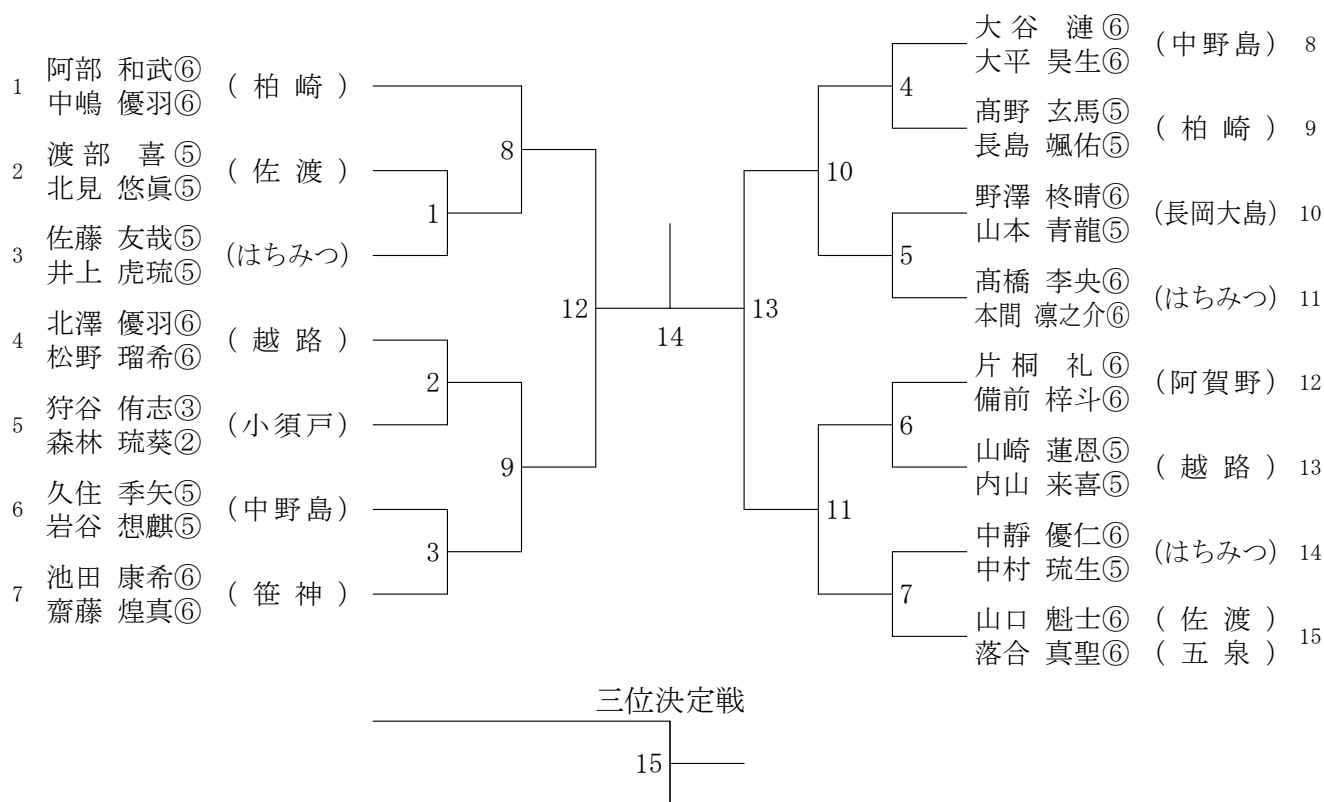 1 阿部 和武⑥ 中嶋 優羽⑥ ( 柏 崎 )
2 渡 部 喜 ⑤ 北見 悠眞⑤ ( 佐 渡 )
3 佐藤 友哉⑤ 井上 虎琉⑤ (はちみつ)
4 北澤 優羽⑥ 松野 瑠希⑥ ( 越 路 )
5 狩谷 侑志③ 森林 琉葵② (小須戸)
6 久住 季矢⑤ 岩谷 想麒⑤ (中野島)
7 池田 康希⑥ 齋藤 煌真⑥ ( 笹 神 )
8
1
2
9
3
12
14
13
10
4
5
11
6
7
大 谷 漣 ⑥ 大平 昊生⑥ (中野島) 8
髙野 玄馬⑤ 長島 颯佑⑤ ( 柏 崎 ) 9
野澤 柊晴⑥ 山本 青龍⑤ (長岡大島) 10
髙橋 李央⑥ 本間 凛之介⑥ (はちみつ) 11
片 桐 礼 ⑥ 備前 梓斗⑥ (阿賀野) 12
山崎 蓮恩⑤ 内山 来喜⑤ ( 越 路 ) 13
中靜 優仁⑥ 中村 琉生⑤ (はちみつ) 14
山口 魁士⑥ ( 佐 渡 ) 落合 真聖⑥ ( 五 泉 ) 15
三位決定戦
15